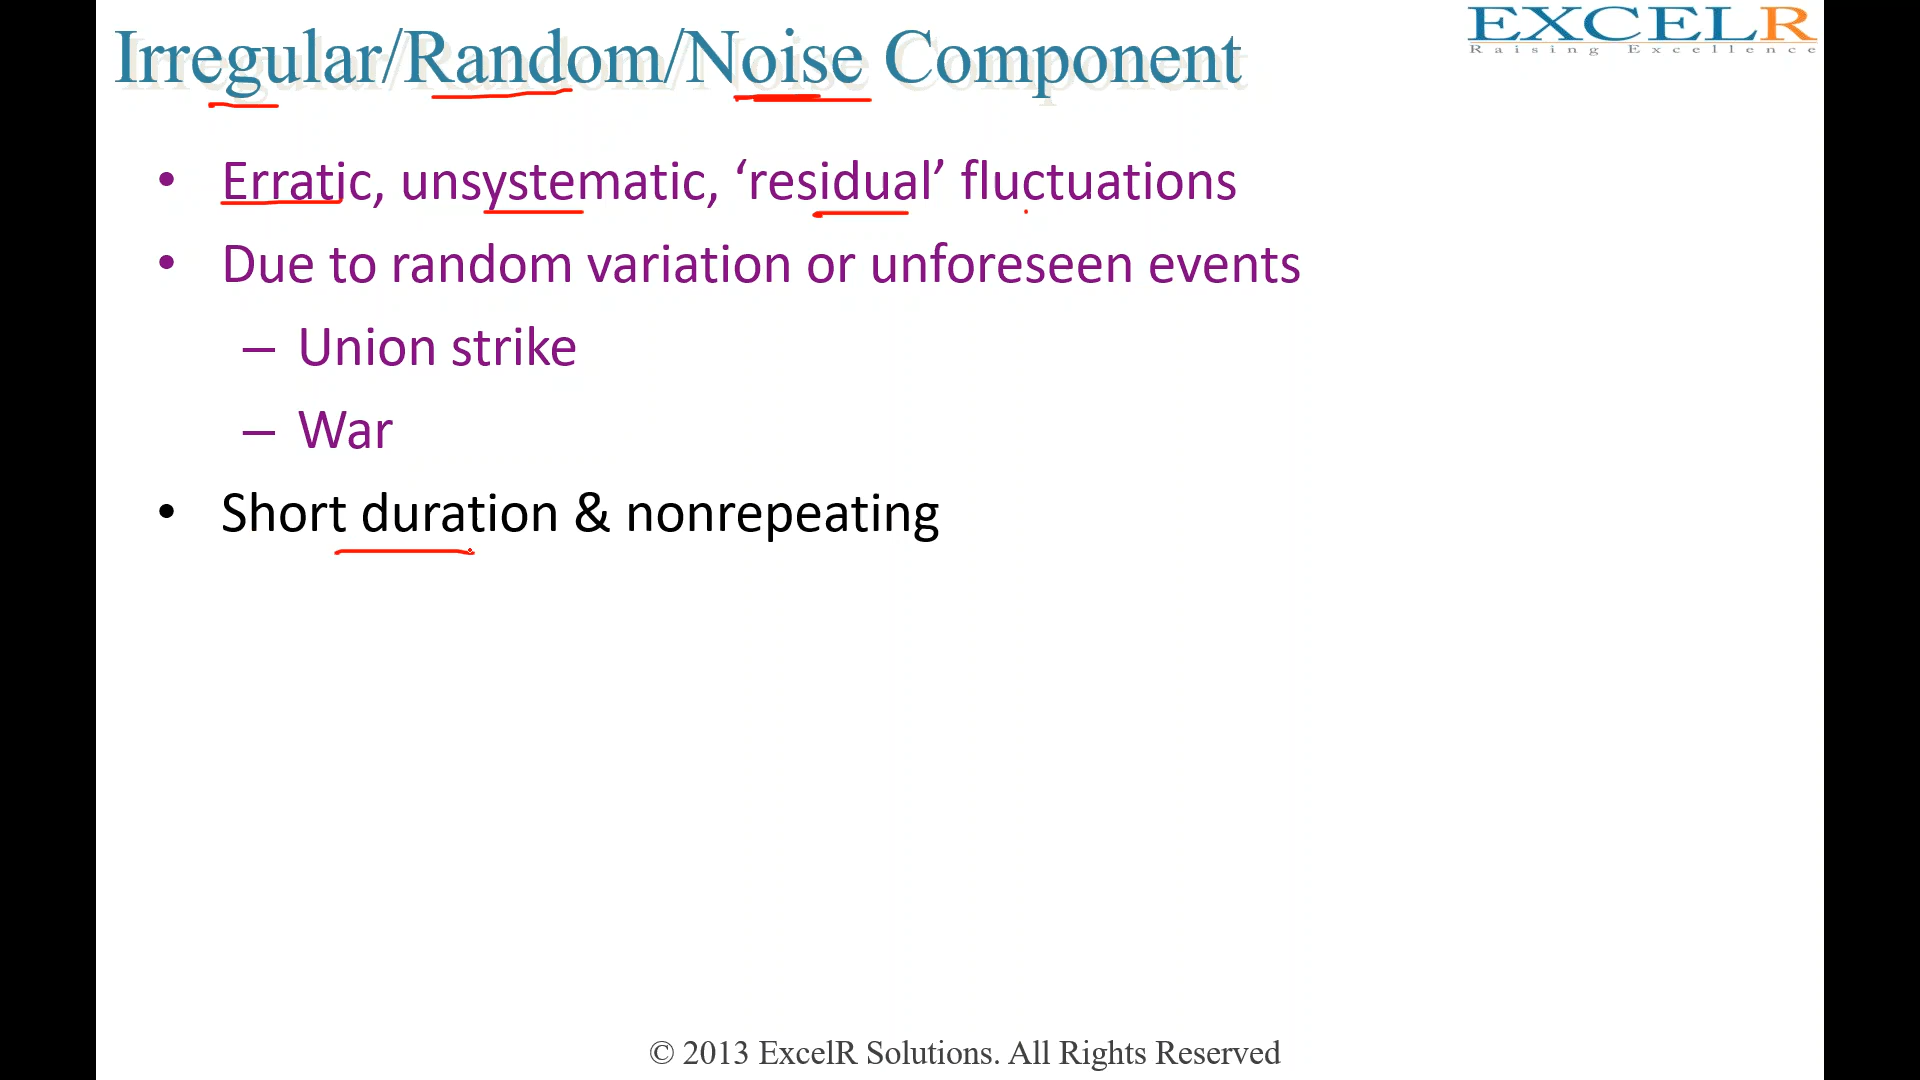 EXCELR
Raising Excellence
Irregular/Random/Noise Component
• Erratic, unsystematic, ‘residual’ fluctuations
• Due to random variation or unforeseen events
– Union strike
– War
• Short duration & nonrepeating
© 2013 ExcelR Solutions. All Rights Reserved